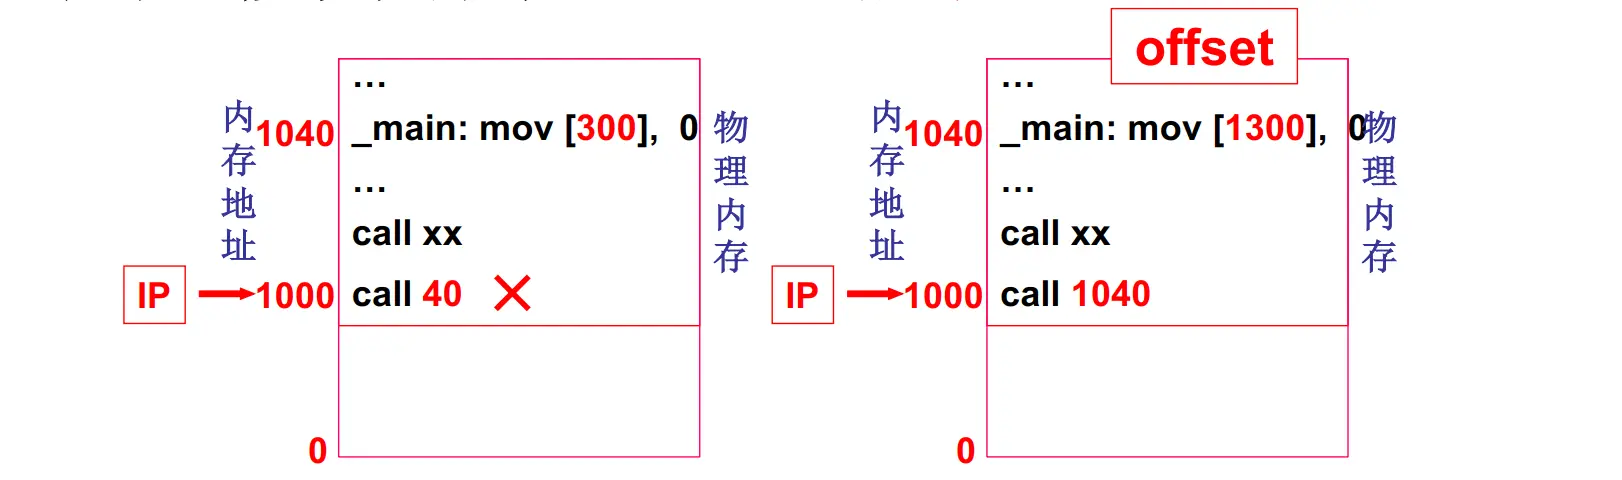 offset
...
内存地址
1040
_main: mov [300], 0
物理内存
...
call xx
IP
1000
call 40
0
...
内存地址
1040
_main: mov [1300], 0
物理内存
...
call xx
IP
1000
call 1040
0